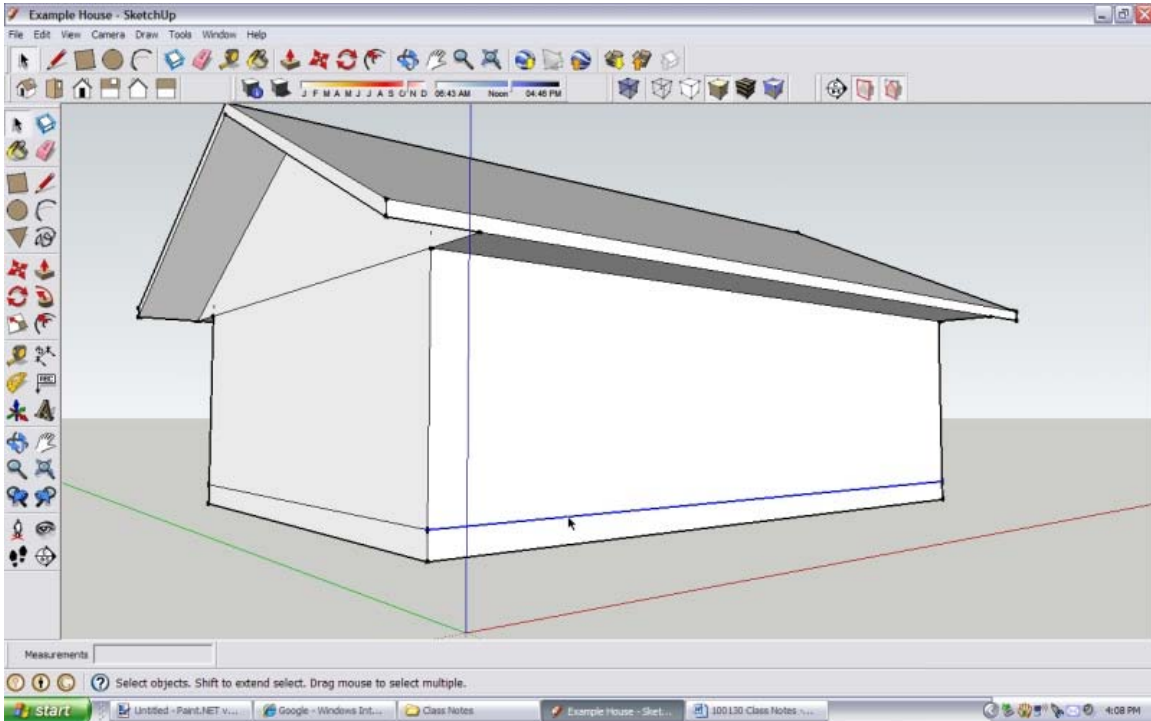 Example House - SketchUp
File Edit View Camera Draw Tools Window Help
J F M A M J J A S O N D 06:43 AM Noon 04:46 PM
Measurements
Select objects. Shift to extend select. Drag mouse to select multiple.
start Untitled - Paint.NET v... Google - Windows Int... Class Notes Example House - Sket... 100130 Class Notes -... 4:08 PM